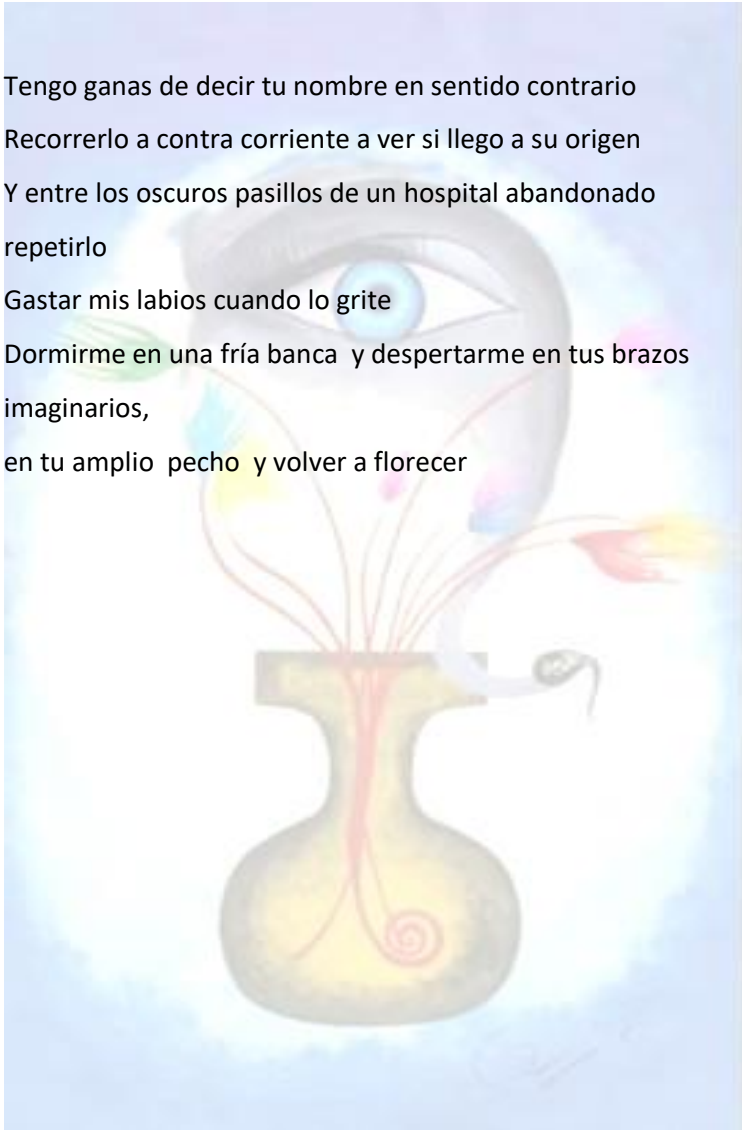 Tengo ganas de decir tu nombre en sentido contrario
Recorrerlo a contra corriente a ver si llego a su origen
Y entre los oscuros pasillos de un hospital abandonado
repetirlo
Gastar mis labios cuando lo grite
Dormirme en una fría banca  y despertarme en tus brazos
imaginarios,
en tu amplio  pecho  y volver a florecer